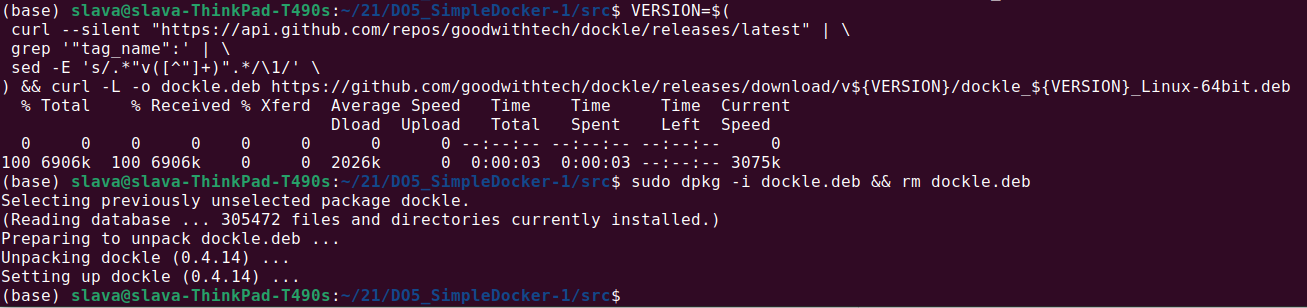 (base) slava@slava-ThinkPad-T490s:~/21/DO5_SimpleDocker-1/src$ VERSION=$(
 curl --silent "https://api.github.com/repos/goodwithtech/dockle/releases/latest" | \
 grep '"tag_name":' | \
 sed -E 's/.*"v([^"]+)".*/\1/' \
) && curl -L -o dockle.deb https://github.com/goodwithtech/dockle/releases/download/v${VERSION}/dockle_${VERSION}_Linux-64bit.deb
  % Total    % Received % Xferd  Average Speed   Time    Time     Time  Current
                                 Dload  Upload   Total   Spent    Left  Speed
  0     0    0     0    0     0      0      0 --:--:-- --:--:-- --:--:--     0
100 6906k  100 6906k    0     0  2026k      0  0:00:03  0:00:03 --:--:-- 3075k
(base) slava@slava-ThinkPad-T490s:~/21/DO5_SimpleDocker-1/src$ sudo dpkg -i dockle.deb && rm dockle.deb
Selecting previously unselected package dockle.
(Reading database ... 305472 files and directories currently installed.)
Preparing to unpack dockle.deb ...
Unpacking dockle (0.4.14) ...
Setting up dockle (0.4.14) ...
(base) slava@slava-ThinkPad-T490s:~/21/DO5_SimpleDocker-1/src$